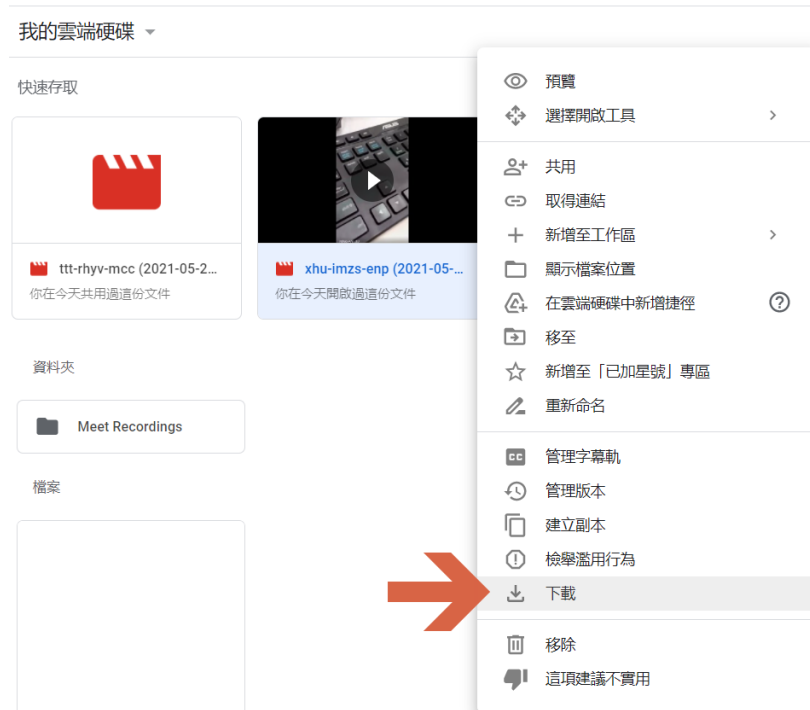 我的雲端硬碟
快速存取
ttt-rhyv-mcc (2021-05-2...
你在今天共用過這份文件
xhu-imzs-enp (2021-05-...
你在今天開啟過這份文件
資料夾
Meet Recordings
檔案
預覽
選擇開啟工具
共用
取得連結
新增至工作區
顯示檔案位置
在雲端硬碟中新增捷徑
移至
新增至「已加星號」專區
重新命名
CC 管理字幕軌
管理版本
建立副本
檢舉濫用行為
下載
移除
這項建議不實用